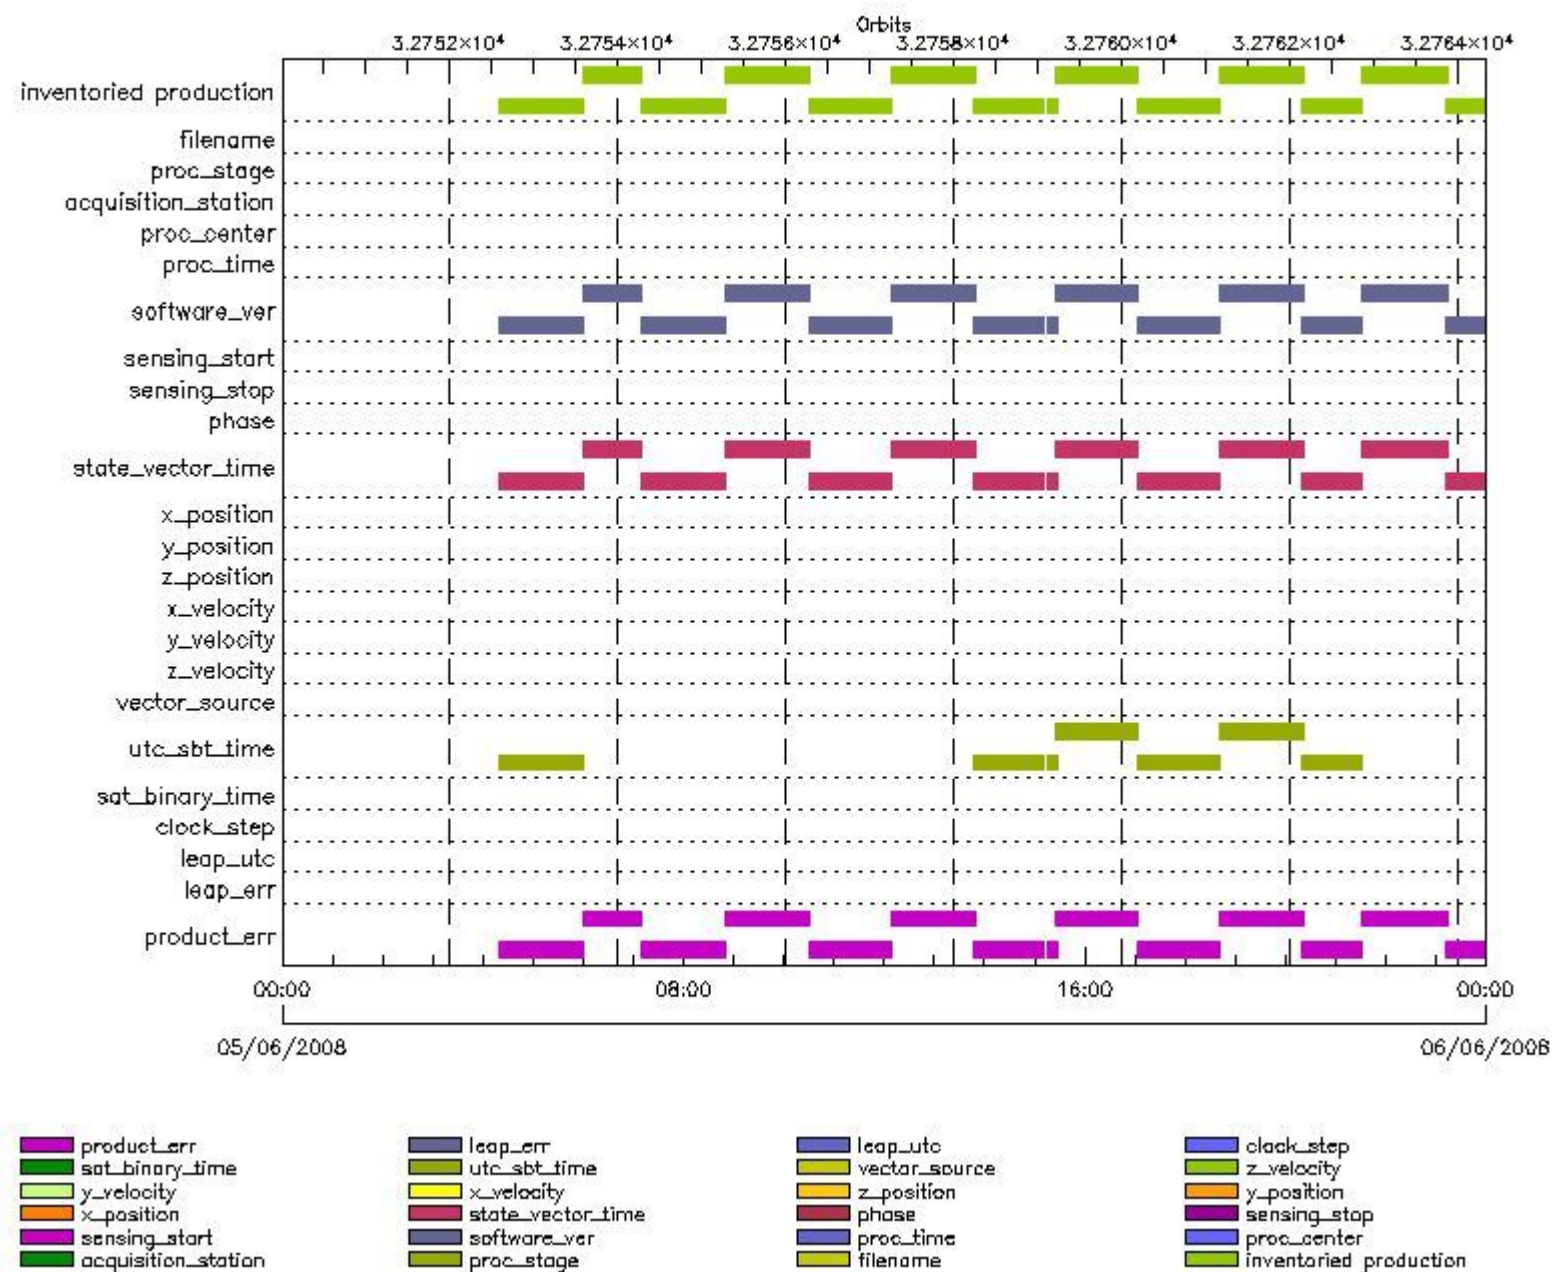 Orbits
3.2752×10⁴ 3.2754×10⁴ 3.2756×10⁴ 3.2758×10⁴ 3.2760×10⁴ 3.2762×10⁴ 3.2764×10⁴
inventoried production
filename
proc_stage
acquisition_station
proc_center
proc_time
software_ver
sensing_start
sensing_stop
phase
state_vector_time
x_position
y_position
z_position
x_velocity
y_velocity
z_velocity
vector_source
utc_sbt_time
sat_binary_time
clock_step
leap_utc
leap_err
product_err
00:00 08:00 16:00 00:00
05/06/2008 06/06/2008
product_err leap_err leap_utc clock_step
sat_binary_time utc_sbt_time vector_source z_velocity
y_velocity x_velocity z_position y_position
x_position state_vector_time phase sensing_stop
sensing_start software_ver proc_time proc_center
acquisition_station proc_stage filename inventoried production